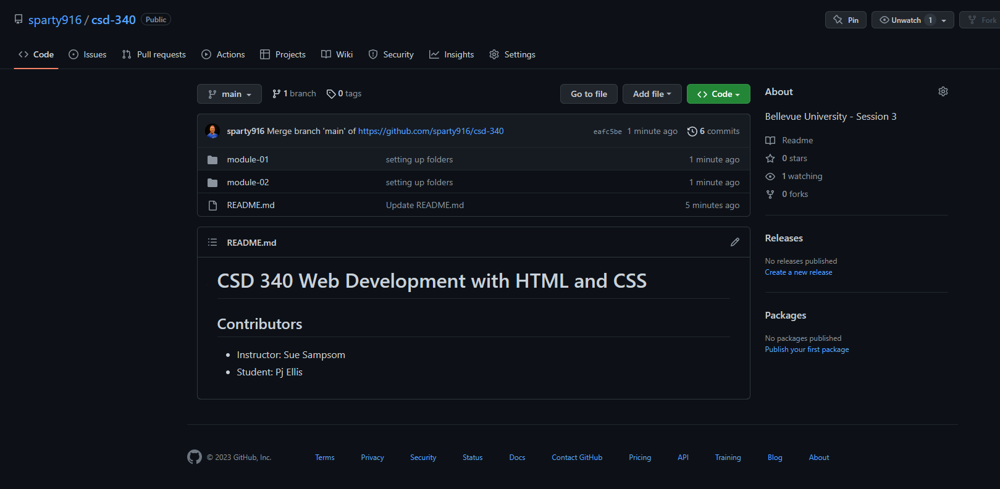 sparty916 / csd-340 Public
Pin Unwatch 1 Fork
Code Issues Pull requests Actions Projects Wiki Security Insights Settings
main 1 branch 0 tags Go to file Add file Code
sparty916 Merge branch 'main' of https://github.com/sparty916/csd-340 eafc5be 1 minute ago 6 commits
module-01 setting up folders 1 minute ago
module-02 setting up folders 1 minute ago
README.md Update README.md 5 minutes ago
README.md
CSD 340 Web Development with HTML and CSS
Contributors
Instructor: Sue Sampsom
Student: Pj Ellis
About
Bellevue University - Session 3
Readme
0 stars
1 watching
0 forks
Releases
No releases published
Create a new release
Packages
No packages published
Publish your first package
© 2023 GitHub, Inc. Terms Privacy Security Status Docs Contact GitHub Pricing API Training Blog About